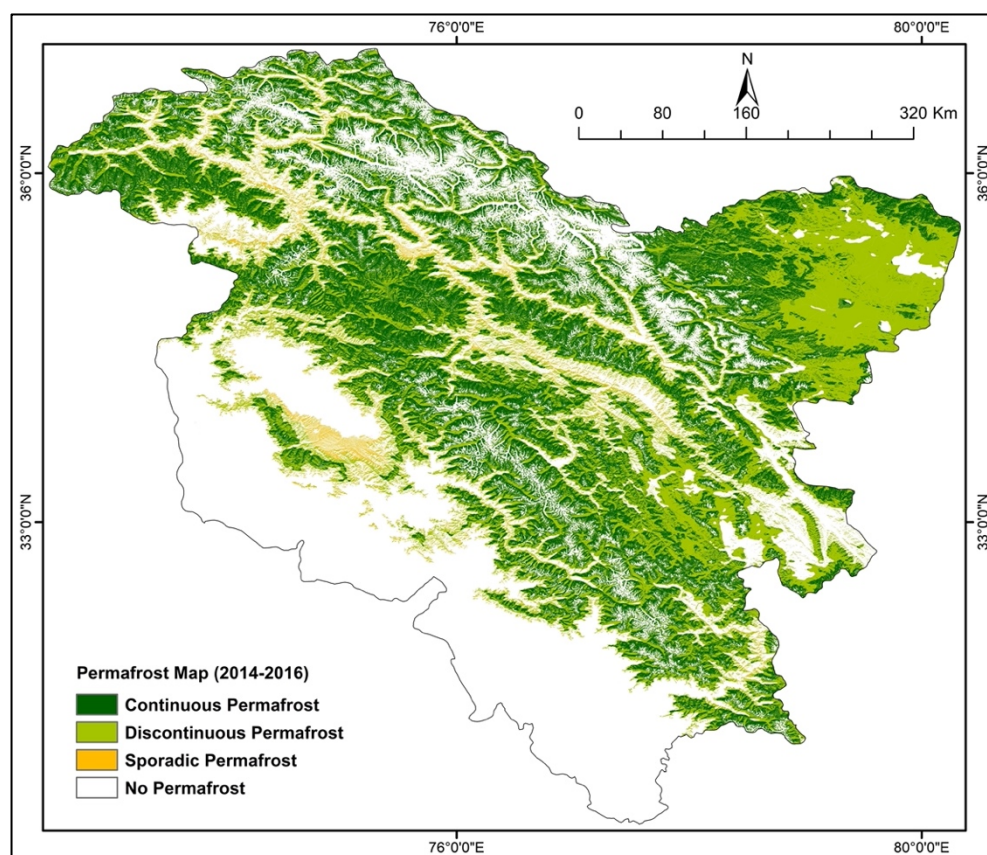 76°0'0"E 80°0'0"E
N
0 80 160 320 Km
36°0'0"N 36°0'0"N
33°0'0"N 33°0'0"N
Permafrost Map (2014-2016)
Continuous Permafrost
Discontinuous Permafrost
Sporadic Permafrost
No Permafrost
76°0'0"E 80°0'0"E